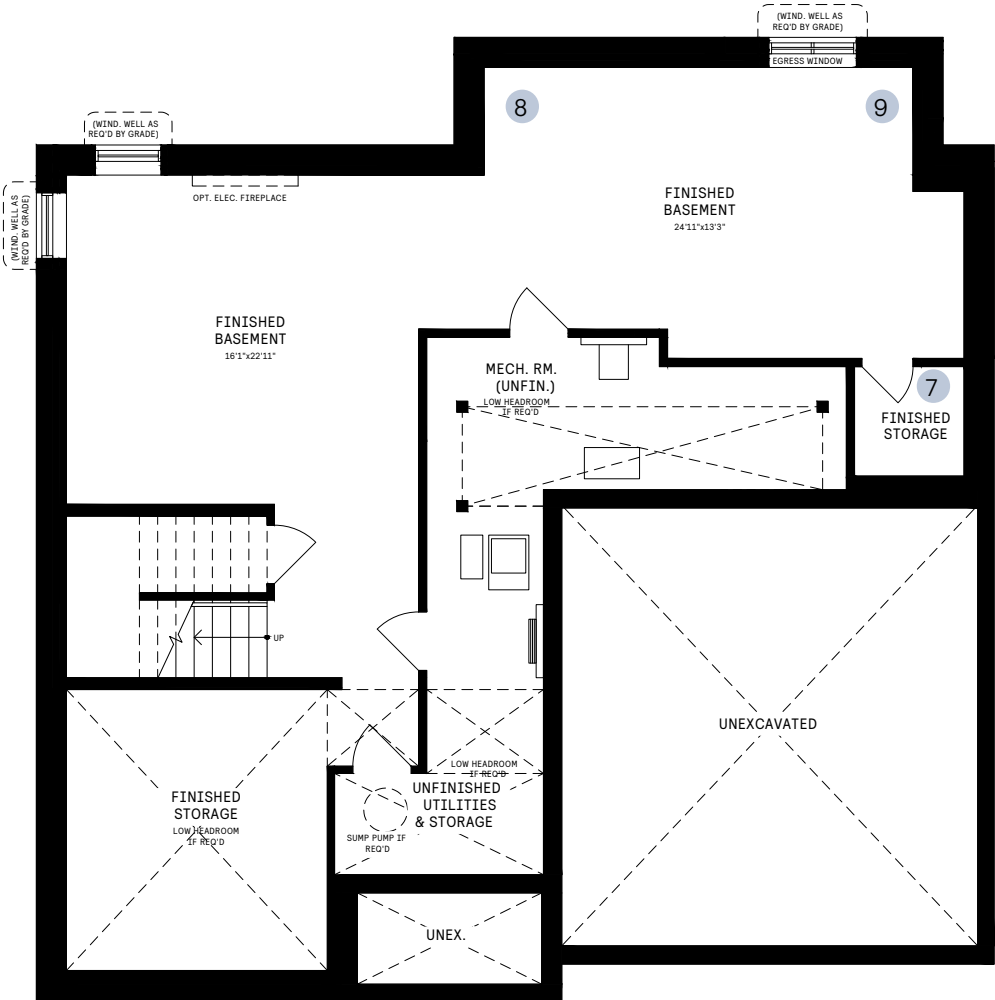 (WIND. WELL AS
REQ'D BY GRADE)
EGRESS WINDOW
8
9
(WIND. WELL AS
REQ'D BY GRADE)
(WIND. WELL AS
REQ'D BY GRADE)
OPT. ELEC. FIREPLACE
FINISHED
BASEMENT
24'11"x13'3"
FINISHED
BASEMENT
16'1"x22'11"
MECH. RM.
(UNFIN.)
LOW HEADROOM
IF REQ'D
7
FINISHED
STORAGE
UP
UNEXCAVATED
LOW HEADROOM
IF REQ'D
UNFINISHED
UTILITIES
& STORAGE
FINISHED
STORAGE
LOW HEADROOM
IF REQ'D
SUMP PUMP IF
REQ'D
UNEX.